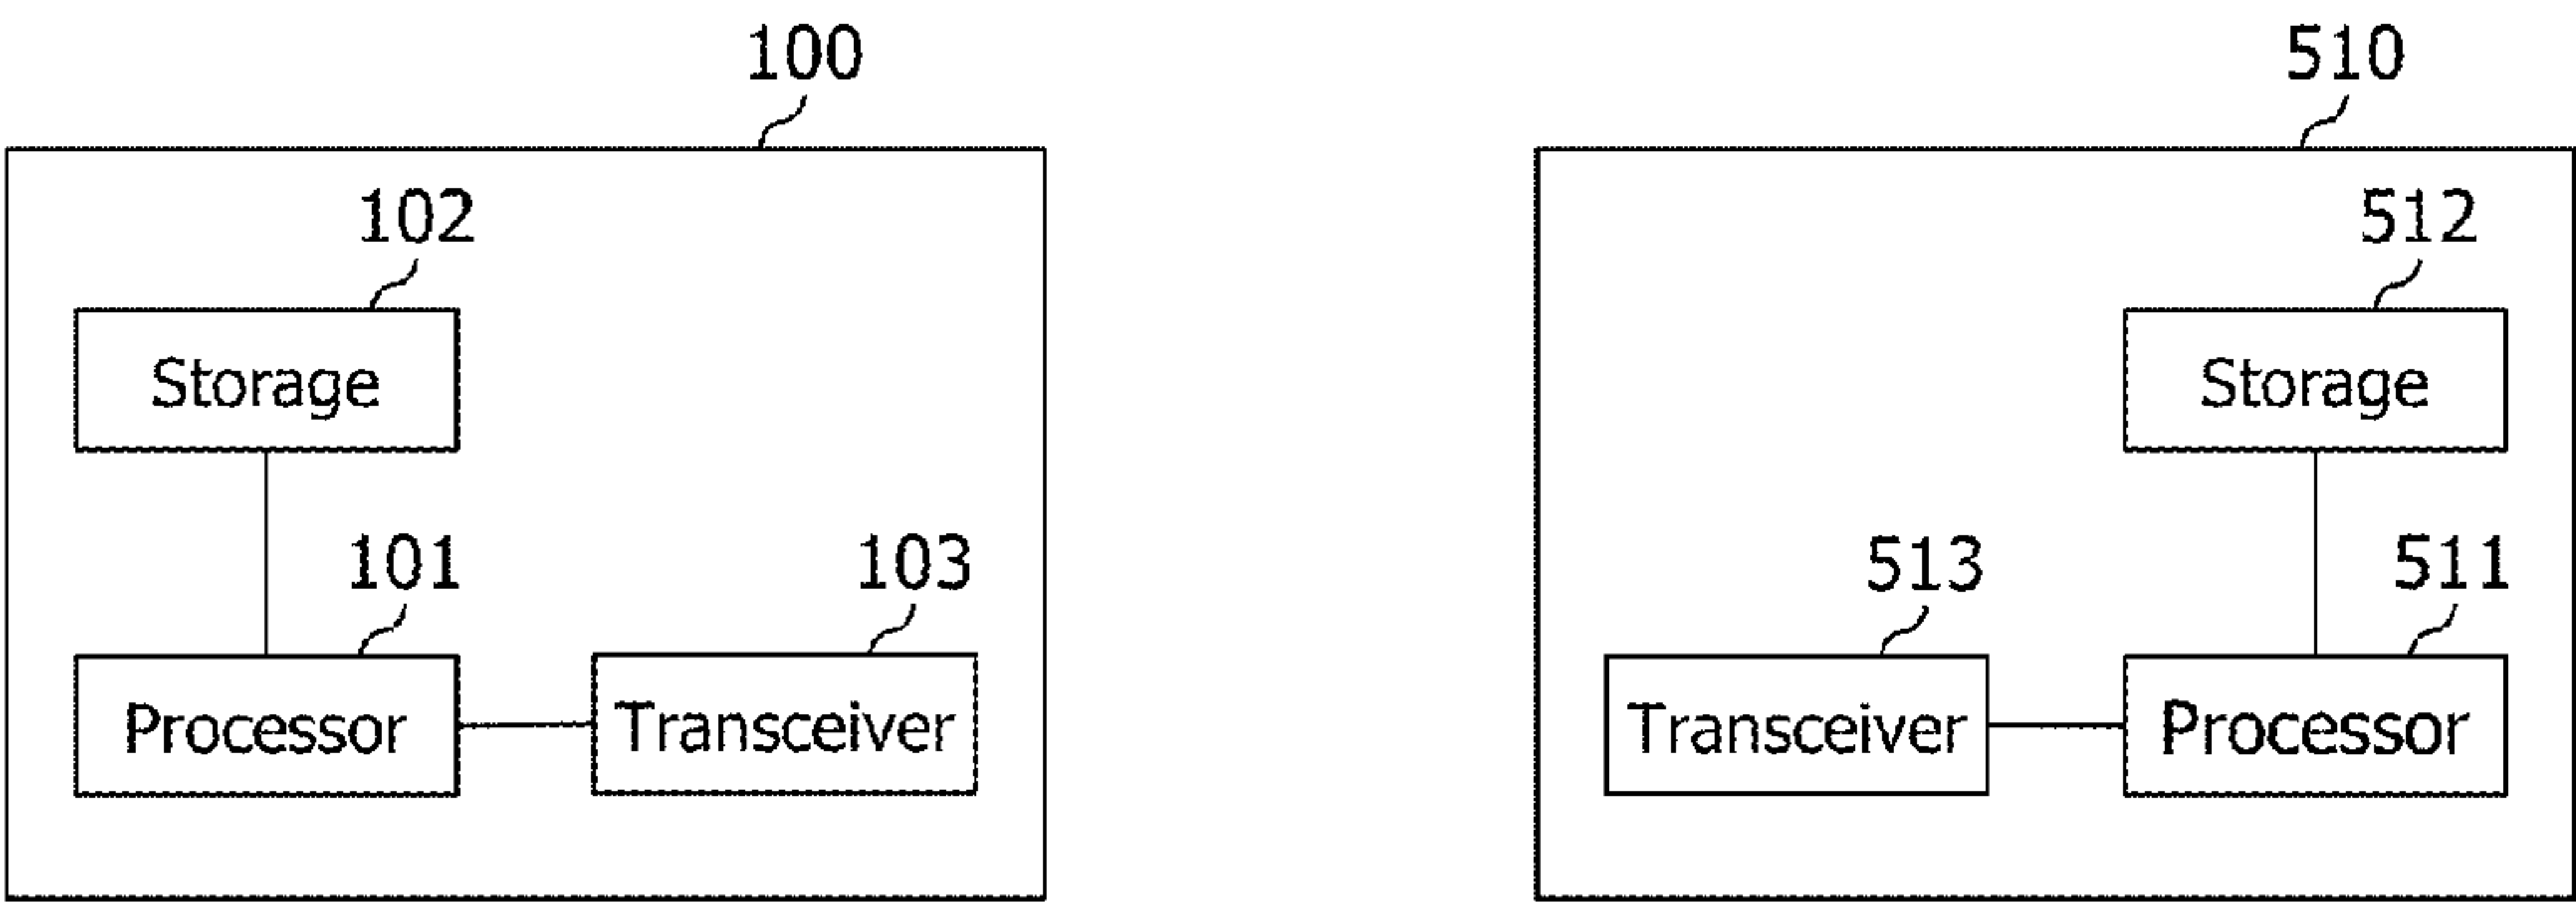 100 510
102 512
Storage Storage
101 103 513 511
Processor Transceiver Transceiver Processor